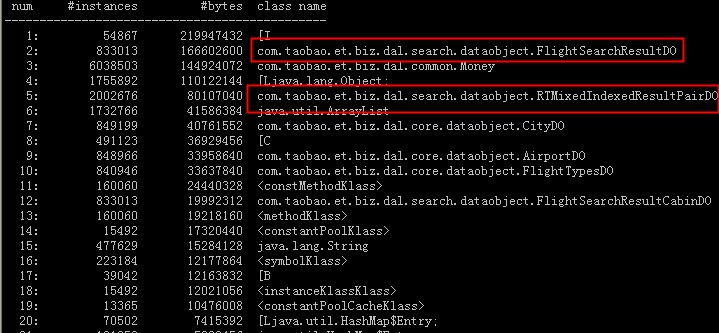 num #instances #bytes class name
----------------------------------------------
1: 54867 219947432 [I
2: 833013 166602600 com.taobao.et.biz.dal.search.dataobject.FlightSearchResultDO
3: 6038503 144924072 com.taobao.et.biz.dal.common.Money
4: 1755892 110122144 [Ljava.lang.Object;
5: 2002676 80107040 com.taobao.et.biz.dal.search.dataobject.RTMixedIndexedResultPairDO
6: 1732766 41586384 java.util.ArrayList
7: 849199 40761552 com.taobao.et.biz.dal.core.dataobject.CityDO
8: 491123 36929456 [C
9: 848966 33958640 com.taobao.et.biz.dal.core.dataobject.AirportDO
10: 840946 33637840 com.taobao.et.biz.dal.core.dataobject.FlightTypesDO
11: 160060 24440328 <constMethodKlass>
12: 833013 19992312 com.taobao.et.biz.dal.search.dataobject.FlightSearchResultCabinDO
13: 160060 19218160 <methodKlass>
14: 15492 17320440 <constantPoolKlass>
15: 477629 15284128 java.lang.String
16: 223184 12177864 <symbolKlass>
17: 39042 12163832 [B
18: 15492 12021056 <instanceKlassKlass>
19: 13365 10476008 <constantPoolCacheKlass>
20: 70502 7415392 [Ljava.util.HashMap$Entry;